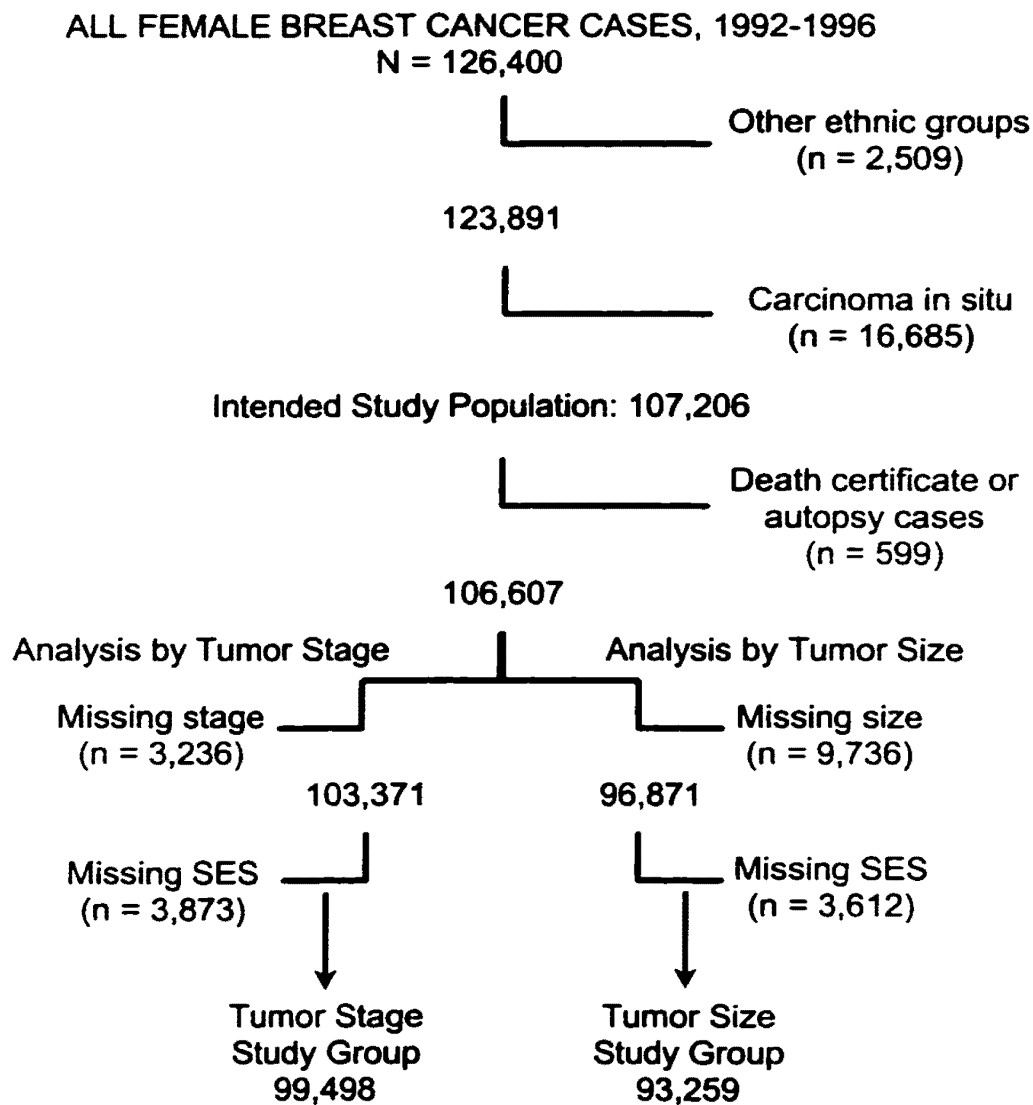 ALL FEMALE BREAST CANCER CASES, 1992-1996
N = 126,400
Other ethnic groups
(n = 2,509)
123,891
Carcinoma in situ
(n = 16,685)
Intended Study Population: 107,206
Death certificate or
autopsy cases
(n = 599)
106,607
Analysis by Tumor Stage
Analysis by Tumor Size
Missing stage
(n = 3,236)
Missing size
(n = 9,736)
103,371
96,871
Missing SES
(n = 3,873)
Missing SES
(n = 3,612)
Tumor Stage
Study Group
99,498
Tumor Size
Study Group
93,259